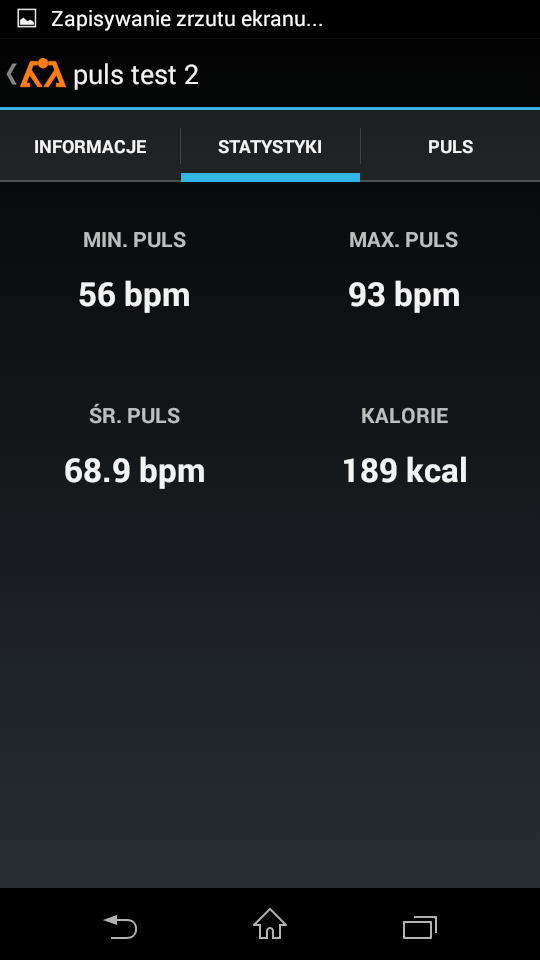 Zapisywanie zrzutu ekranu...
puls test 2
INFORMACJE STATYSTYKI PULS
MIN. PULS MAX. PULS
56 bpm 93 bpm
ŚR. PULS KALORIE
68.9 bpm 189 kcal